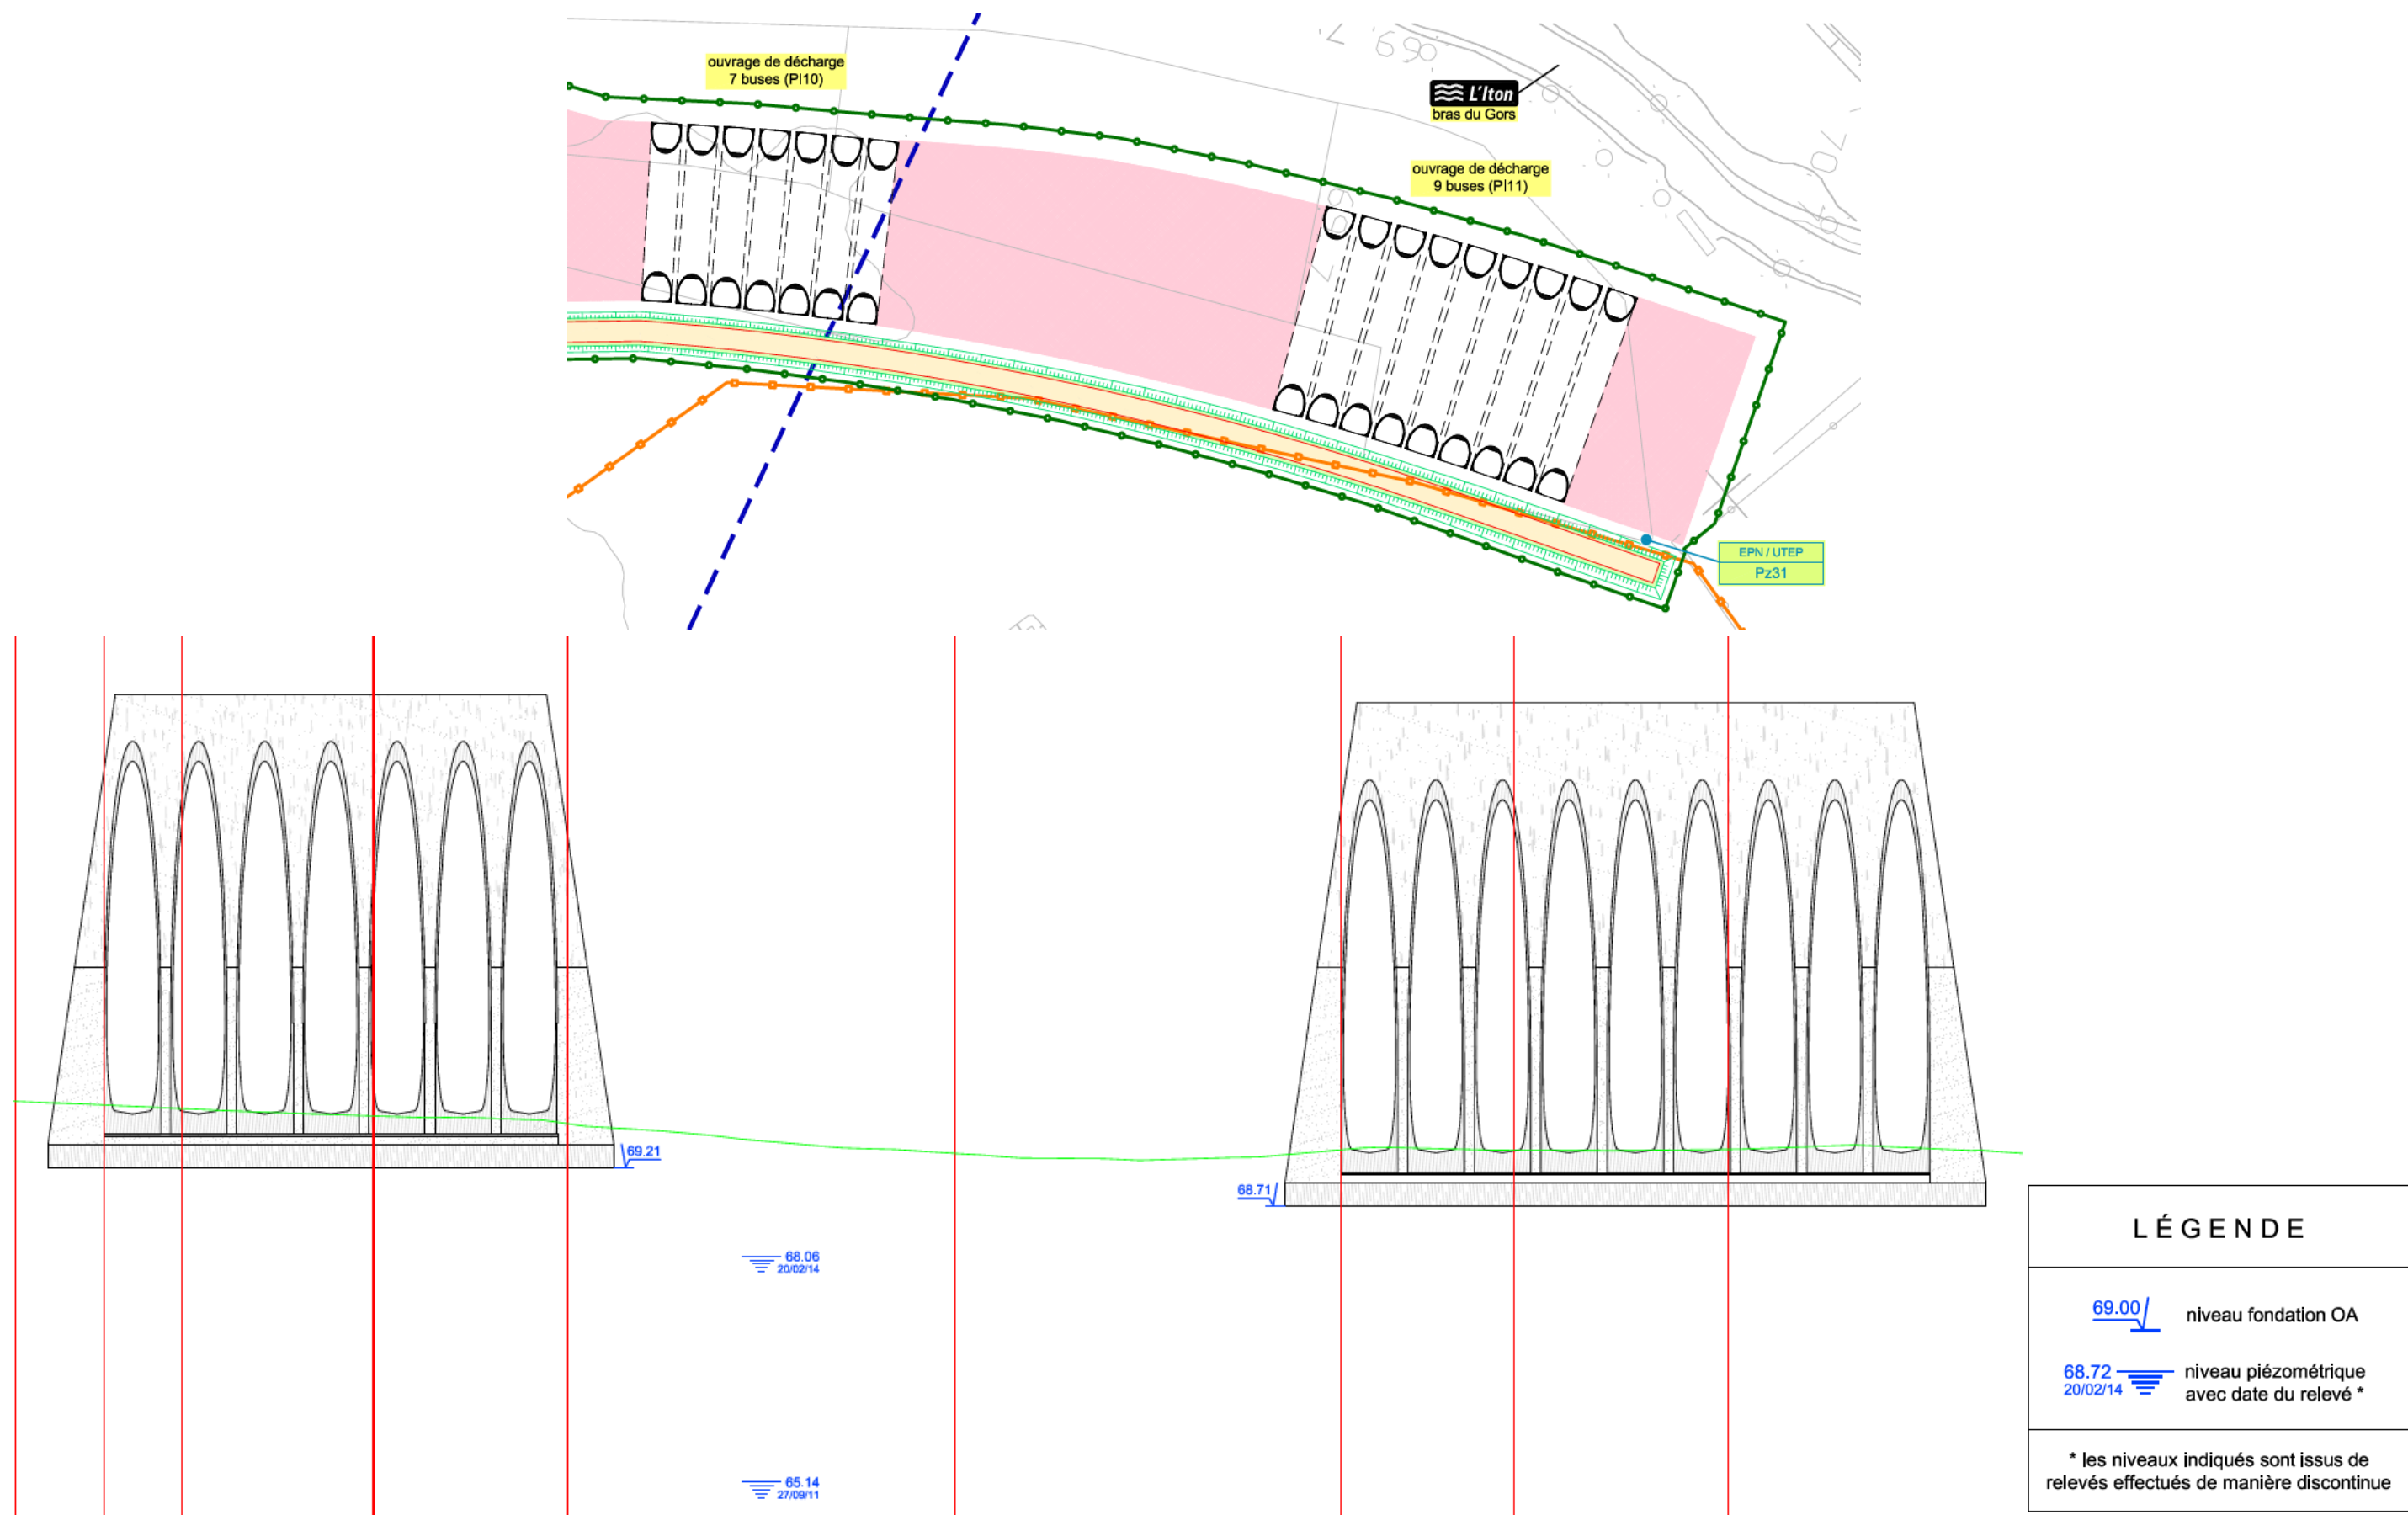 ouvrage de décharge
7 buses (PI10)
L'Iton
bras du Gors
ouvrage de décharge
9 buses (PI11)
EPN / UTEP
Pz31
69.21
68.71
68.06
20/02/14
65.14
27/09/11
LÉGENDE
69.00
niveau fondation OA
68.72
20/02/14
niveau piézométrique
avec date du relevé *
* les niveaux indiqués sont issus de
relevés effectués de manière discontinue